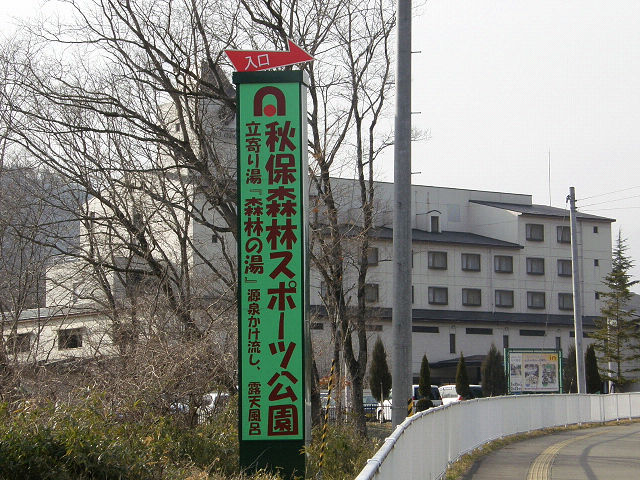 入口
秋保森林スポーツ公園
立寄り湯『森林の湯』源泉かけ流し、露天風呂